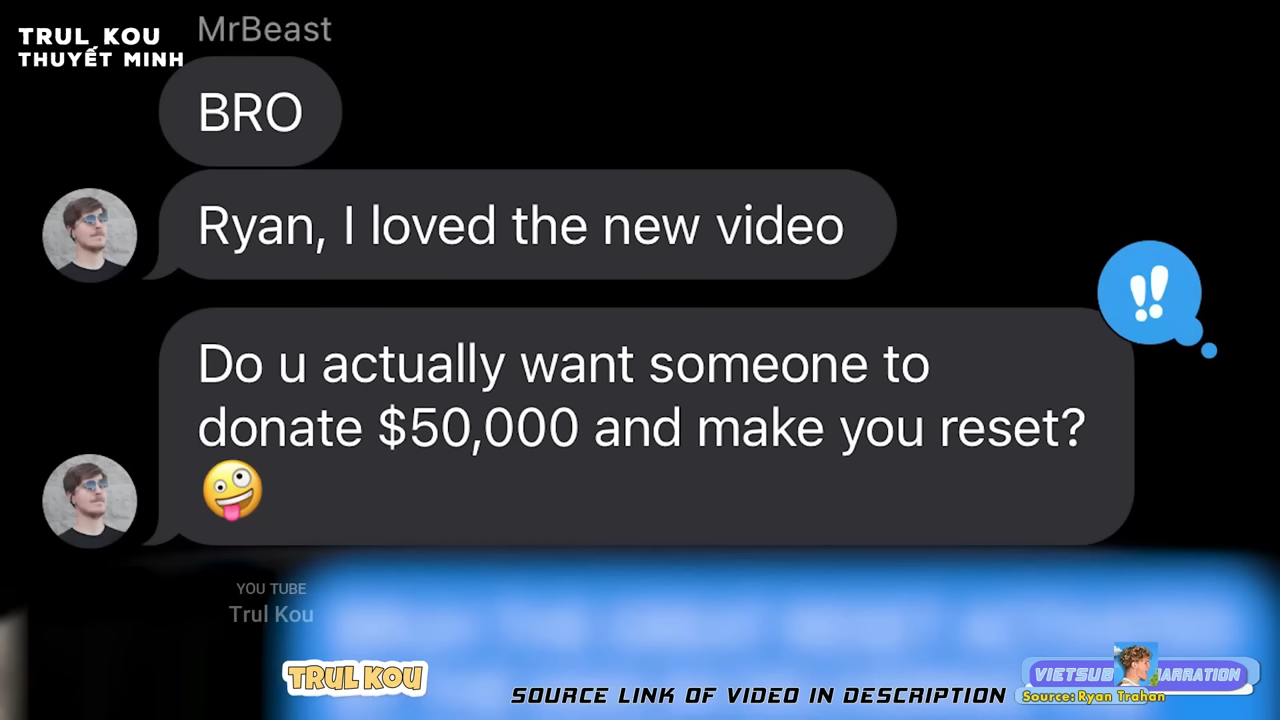 TRUL KOU
THUYẾT MINH
MrBeast
BRO
Ryan, I loved the new video
Do u actually want someone to
donate $50,000 and make you reset?
🤪
YOU TUBE
Trul Kou
TRUL KOU
SOURCE LINK OF VIDEO IN DESCRIPTION
VIETSUB
Source: Ryan Trahan